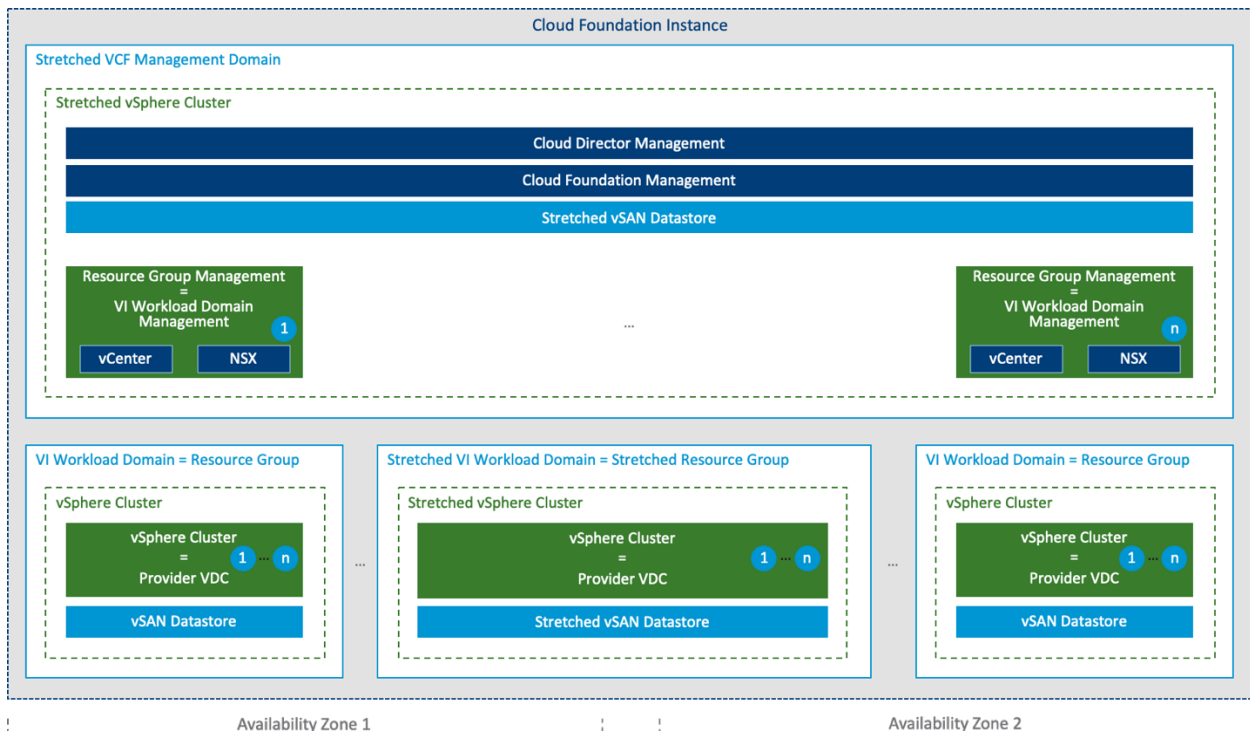 Cloud Foundation Instance
Stretched VCF Management Domain
Stretched vSphere Cluster
Cloud Director Management
Cloud Foundation Management
Stretched vSAN Datastore
Resource Group Management
=
VI Workload Domain
Management
1
vCenter
NSX
...
Resource Group Management
=
VI Workload Domain
Management
n
vCenter
NSX
VI Workload Domain = Resource Group
vSphere Cluster
vSphere Cluster
=
Provider VDC
1 ... n
vSAN Datastore
...
Stretched VI Workload Domain = Stretched Resource Group
Stretched vSphere Cluster
vSphere Cluster
=
Provider VDC
1 ... n
Stretched vSAN Datastore
...
VI Workload Domain = Resource Group
vSphere Cluster
vSphere Cluster
=
Provider VDC
1 ... n
vSAN Datastore
Availability Zone 1
Availability Zone 2